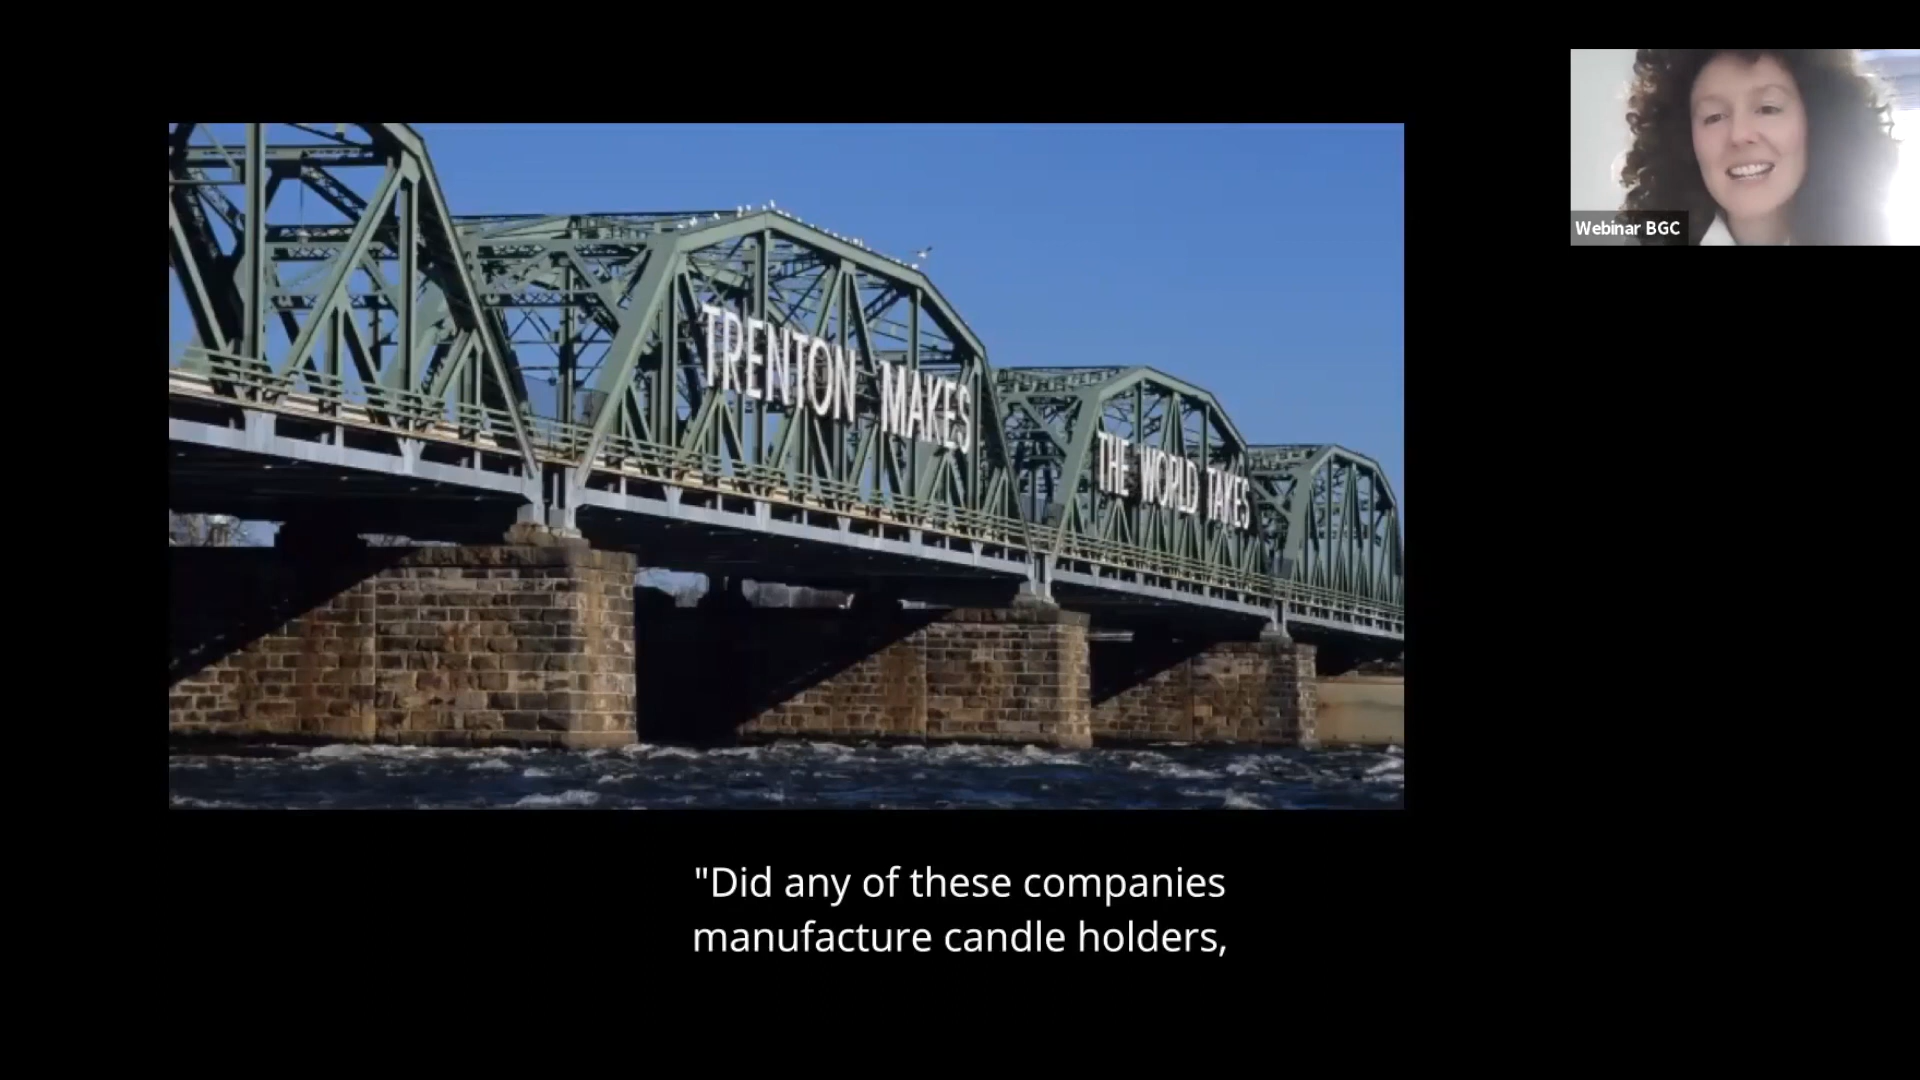 Webinar BGC
TRENTON MAKES
THE WORLD TAKES
"Did any of these companies
manufacture candle holders,